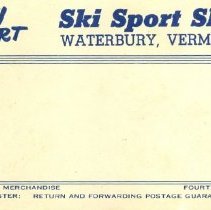 Ski Sport S
WATERBURY, VERM
MERCHANDISE FOURT
STER: RETURN AND FORWARDING POSTAGE GUARA